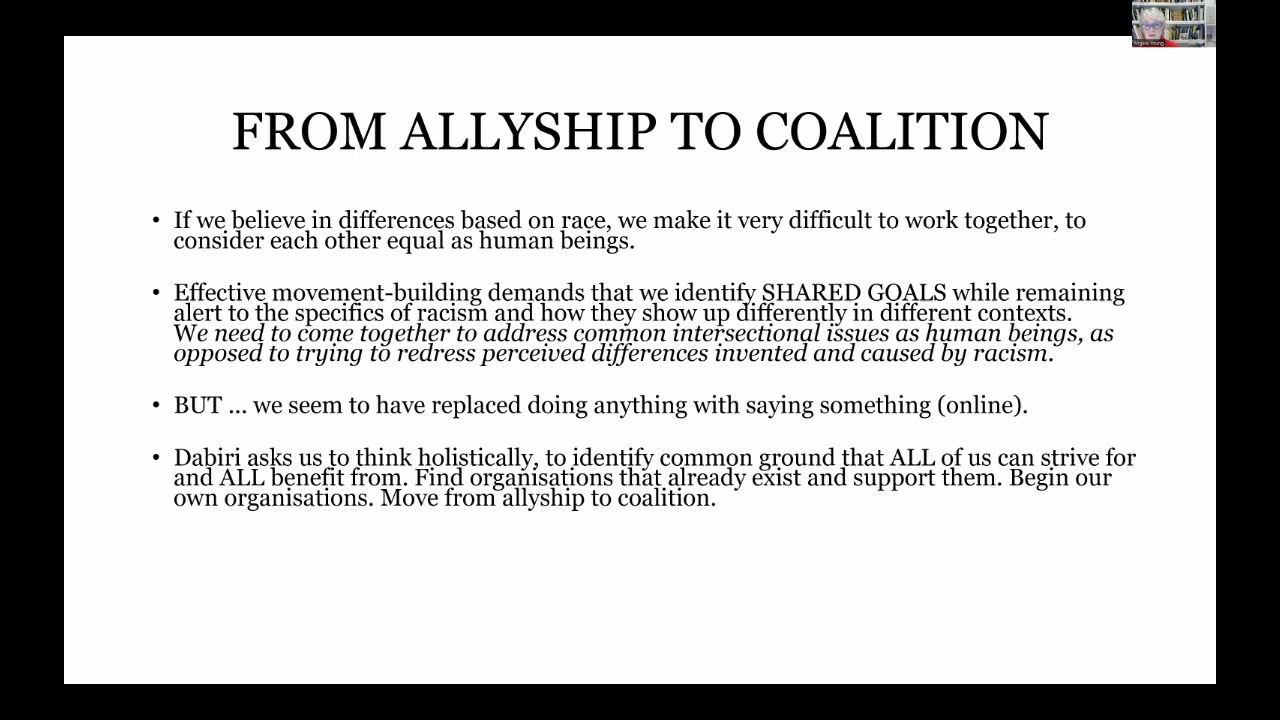 Angela Young
FROM ALLYSHIP TO COALITION
• If we believe in differences based on race, we make it very difficult to work together, to
consider each other equal as human beings.
• Effective movement-building demands that we identify SHARED GOALS while remaining
alert to the specifics of racism and how they show up differently in different contexts.
We need to come together to address common intersectional issues as human beings, as
opposed to trying to redress perceived differences invented and caused by racism.
• BUT ... we seem to have replaced doing anything with saying something (online).
• Dabiri asks us to think holistically, to identify common ground that ALL of us can strive for
and ALL benefit from. Find organisations that already exist and support them. Begin our
own organisations. Move from allyship to coalition.